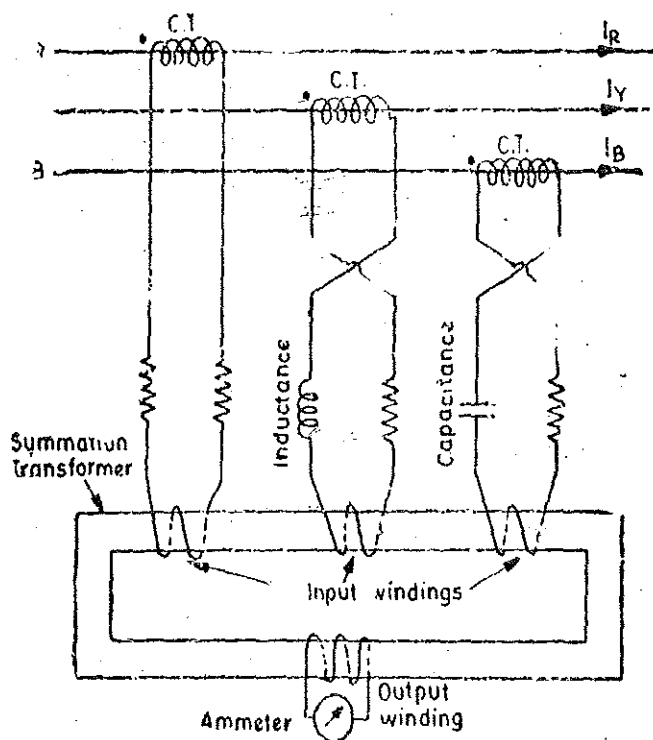 C.T.
I_R
C.T.
I_Y
C.T.
I_B
B
Inductance
Capacitance
Summation
Transformer
Input windings
Output
winding
Ammeter